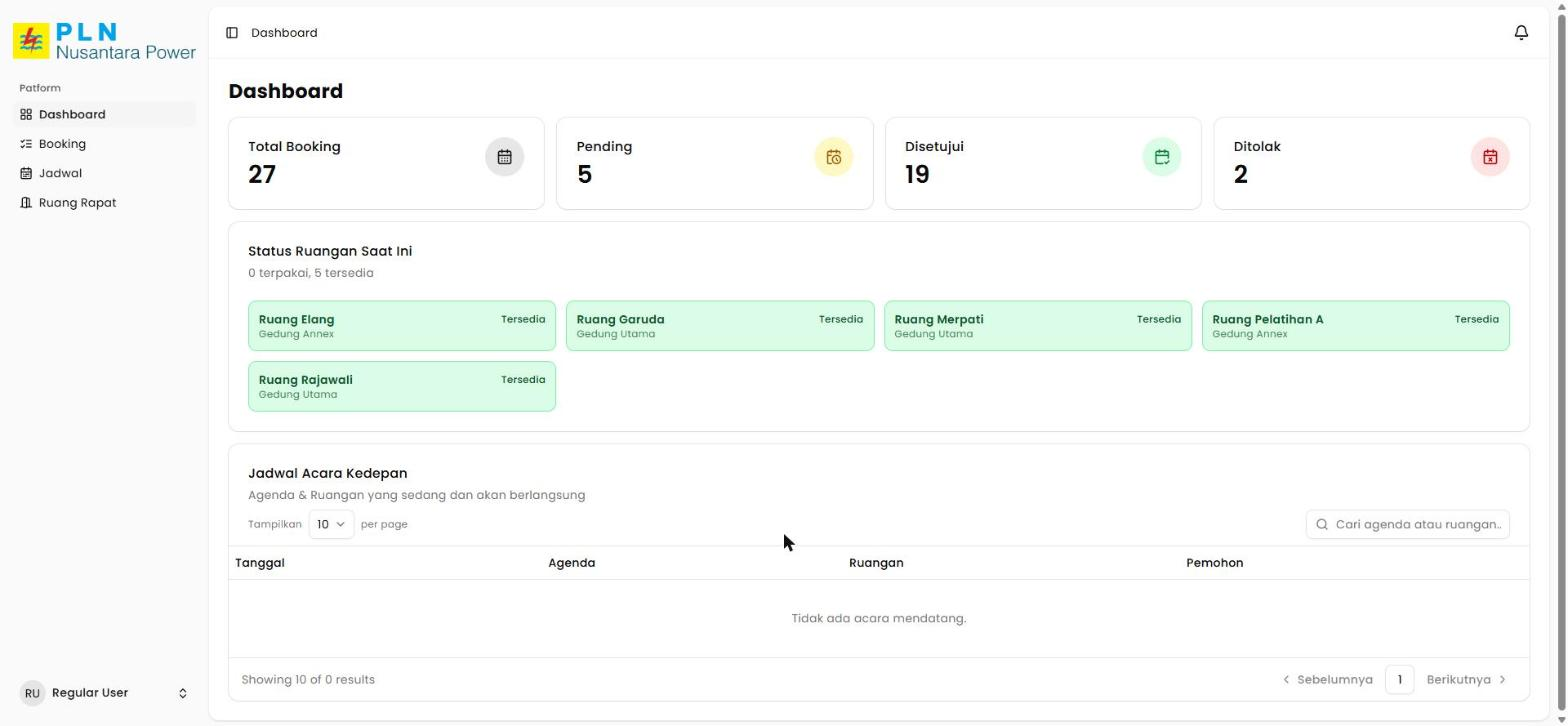 PLN
Nusantara Power
Patform
Dashboard
Booking
Jadwal
Ruang Rapat
RU Regular User
Dashboard
Dashboard
Total Booking
27
Pending
5
Disetujui
19
Ditolak
2
Status Ruangan Saat Ini
0 terpakai, 5 tersedia
Ruang Elang Tersedia
Gedung Annex
Ruang Garuda Tersedia
Gedung Utama
Ruang Merpati Tersedia
Gedung Utama
Ruang Pelatihan A Tersedia
Gedung Annex
Ruang Rajawali Tersedia
Gedung Utama
Jadwal Acara Kedepan
Agenda & Ruangan yang sedang dan akan berlangsung
Tampilkan 10 per page Cari agenda atau ruangan..
Tanggal Agenda Ruangan Pemohon
Tidak ada acara mendatang.
Showing 10 of 0 results Sebelumnya 1 Berikutnya